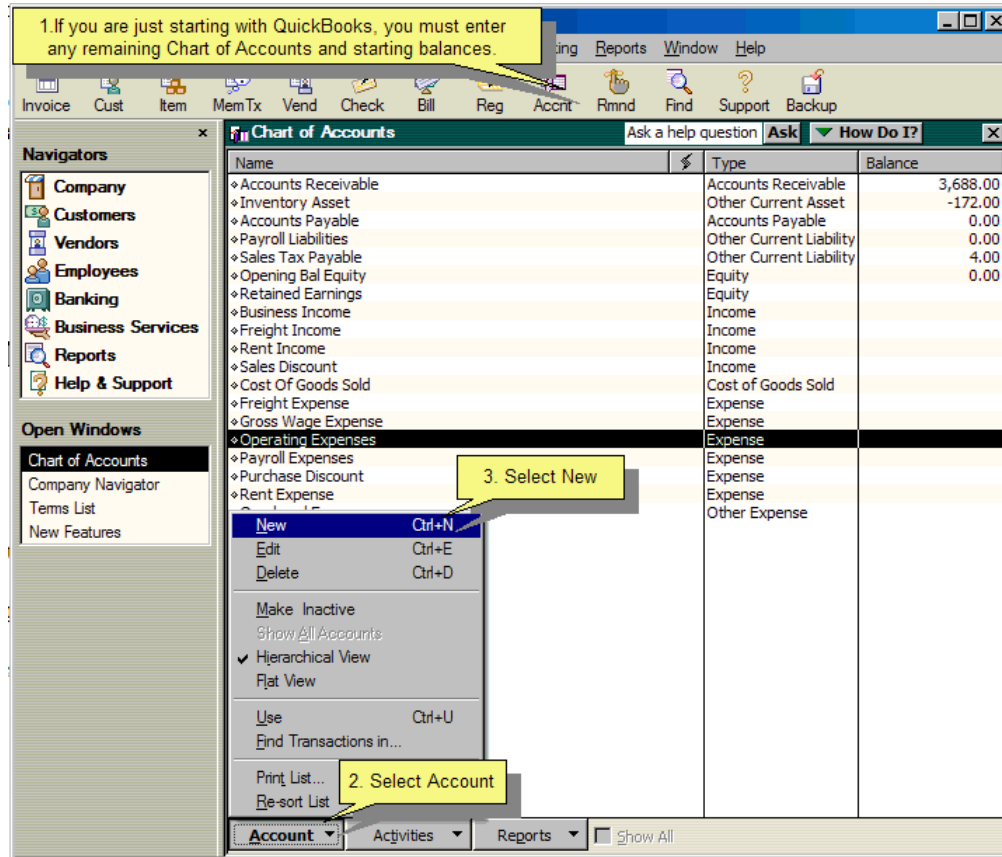 1.If you are just starting with QuickBooks, you must enter
any remaining Chart of Accounts and starting balances.
Reports Window Help
Invoice Cust Item MemTx Vend Check Bill Reg Accnt Rmnd Find Support Backup
Navigators
Company
Customers
Vendors
Employees
Banking
Business Services
Reports
Help & Support
Open Windows
Chart of Accounts
Company Navigator
Terms List
New Features
Chart of Accounts Ask a help question Ask How Do I?
Name Type Balance
Accounts Receivable Accounts Receivable 3,688.00
Inventory Asset Other Current Asset -172.00
Accounts Payable Accounts Payable 0.00
Payroll Liabilities Other Current Liability 0.00
Sales Tax Payable Other Current Liability 4.00
Opening Bal Equity Equity 0.00
Retained Earnings Equity
Business Income Income
Freight Income Income
Rent Income Income
Sales Discount Income
Cost Of Goods Sold Cost of Goods Sold
Freight Expense Expense
Gross Wage Expense Expense
Operating Expenses Expense
Payroll Expenses Expense
Purchase Discount Expense
Rent Expense Expense
Other Expense
3. Select New
New Ctrl+N
Edit Ctrl+E
Delete Ctrl+D
Make Inactive
Show All Accounts
Hierarchical View
Flat View
Use Ctrl+U
Find Transactions in...
Print List...
Re-sort List
2. Select Account
Account Activities Reports Show All